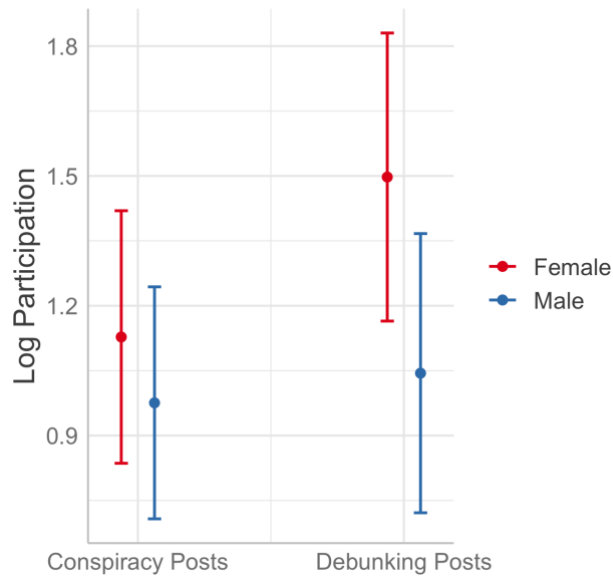 Log Participation
1.8
1.5
1.2
0.9
Conspiracy Posts
Debunking Posts
Female
Male